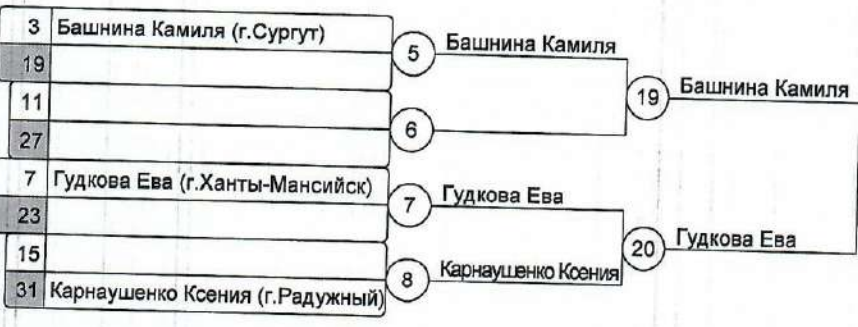 3 Башнина Камиля (г.Сургут)
19
5 Башнина Камиля
11
27
6
19 Башнина Камиля
7 Гудкова Ева (г.Ханты-Мансийск)
23
7 Гудкова Ева
15
31 Карнаушенко Ксения (г.Радужный)
8 Карнаушенко Ксения
20 Гудкова Ева